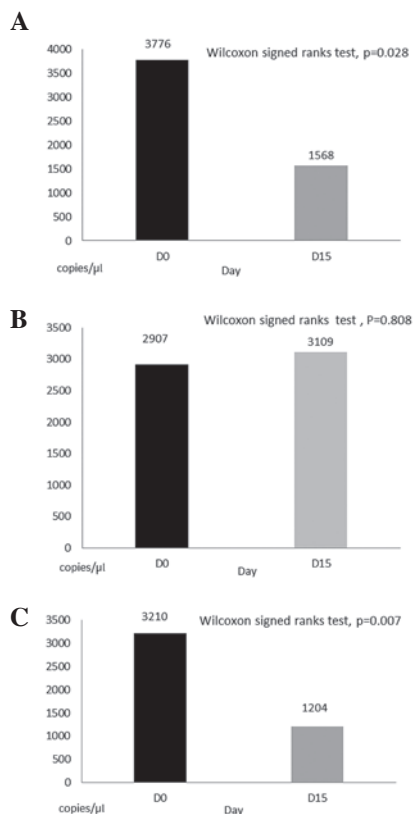 A
3776
Wilcoxon signed ranks test, p=0.028
4000
3500
3000
2500
2000
1568
1500
1000
500
0
D0
D15
copies/µl
Day
B
Wilcoxon signed ranks test , P=0.808
3500
2907
3109
3000
2500
2000
1500
1000
500
0
D0
D15
copies/µl
Day
C
3500
3210
Wilcoxon signed ranks test, p=0.007
3000
2500
2000
1500
1204
1000
500
0
D0
D15
copies/µl
Day